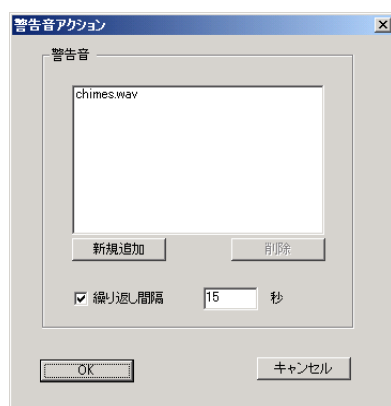 警告音アクション
警告音
chimes.wav
新規追加 削除
繰り返し間隔 15 秒
OK キャンセル